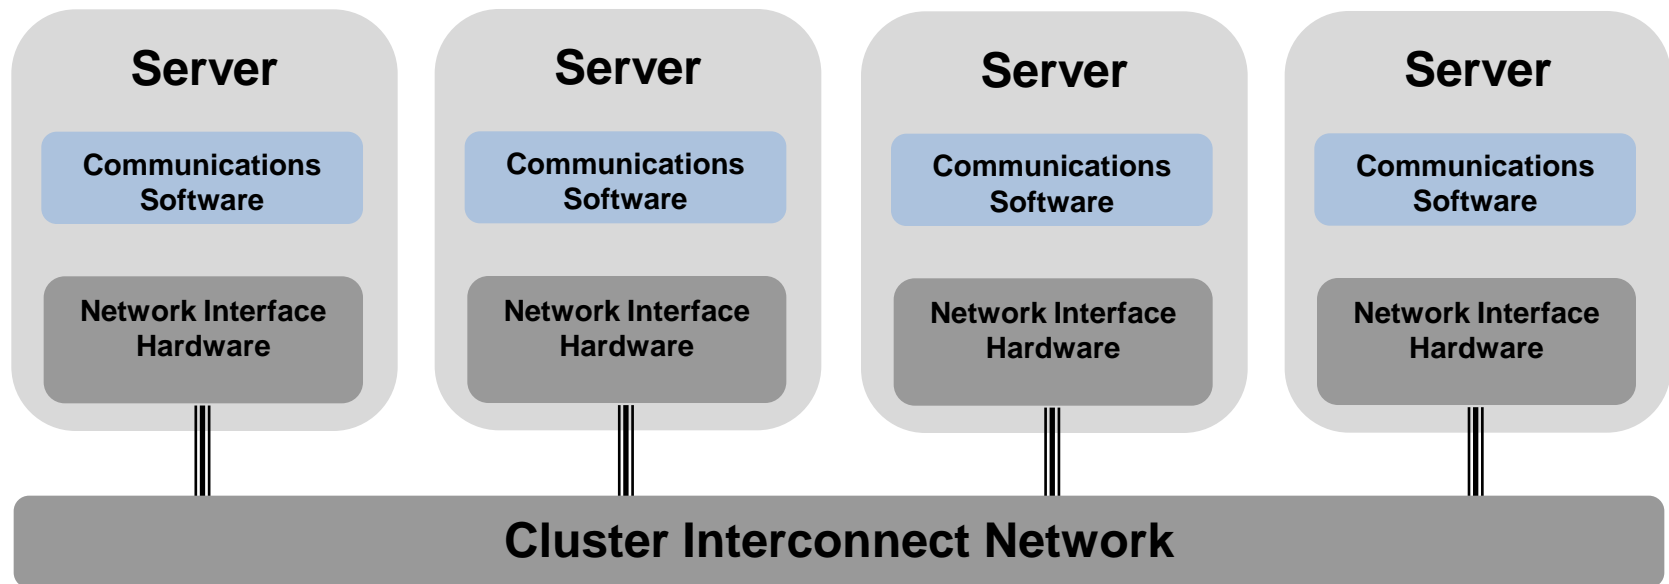 Server
Communications
Software
Network Interface
Hardware
Server
Communications
Software
Network Interface
Hardware
Server
Communications
Software
Network Interface
Hardware
Server
Communications
Software
Network Interface
Hardware
Cluster Interconnect Network